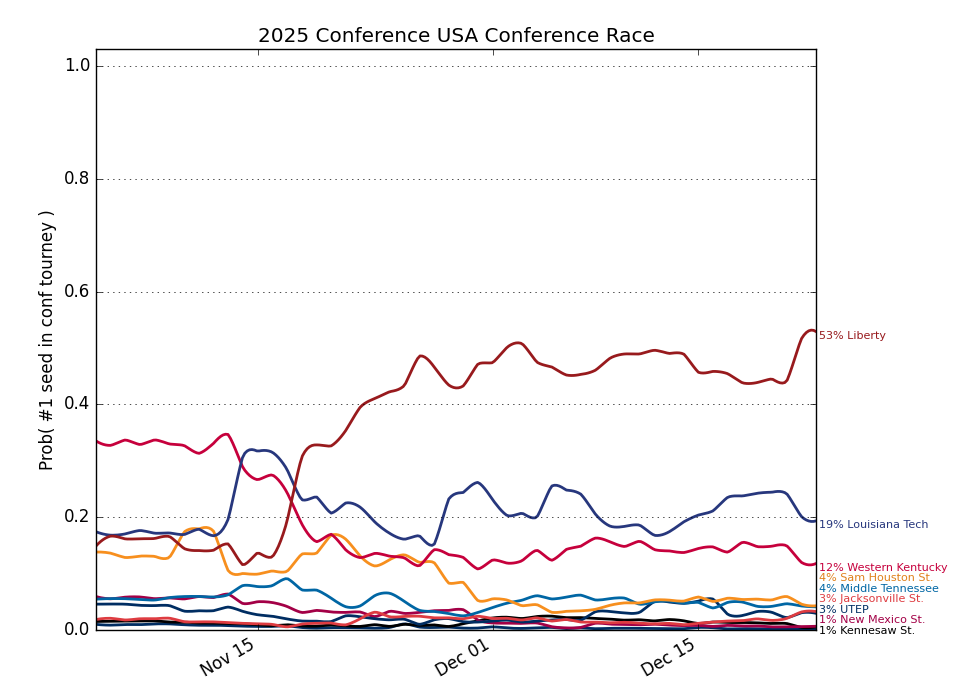 2025 Conference USA Conference Race
Prob( #1 seed in conf tourney )
1.0
0.8
0.6
0.4
0.2
0.0
Nov 15
Dec 01
Dec 15
53% Liberty
19% Louisiana Tech
12% Western Kentucky
4% Sam Houston St.
4% Middle Tennessee
3% Jacksonville St.
3% UTEP
1% New Mexico St.
1% Kennesaw St.